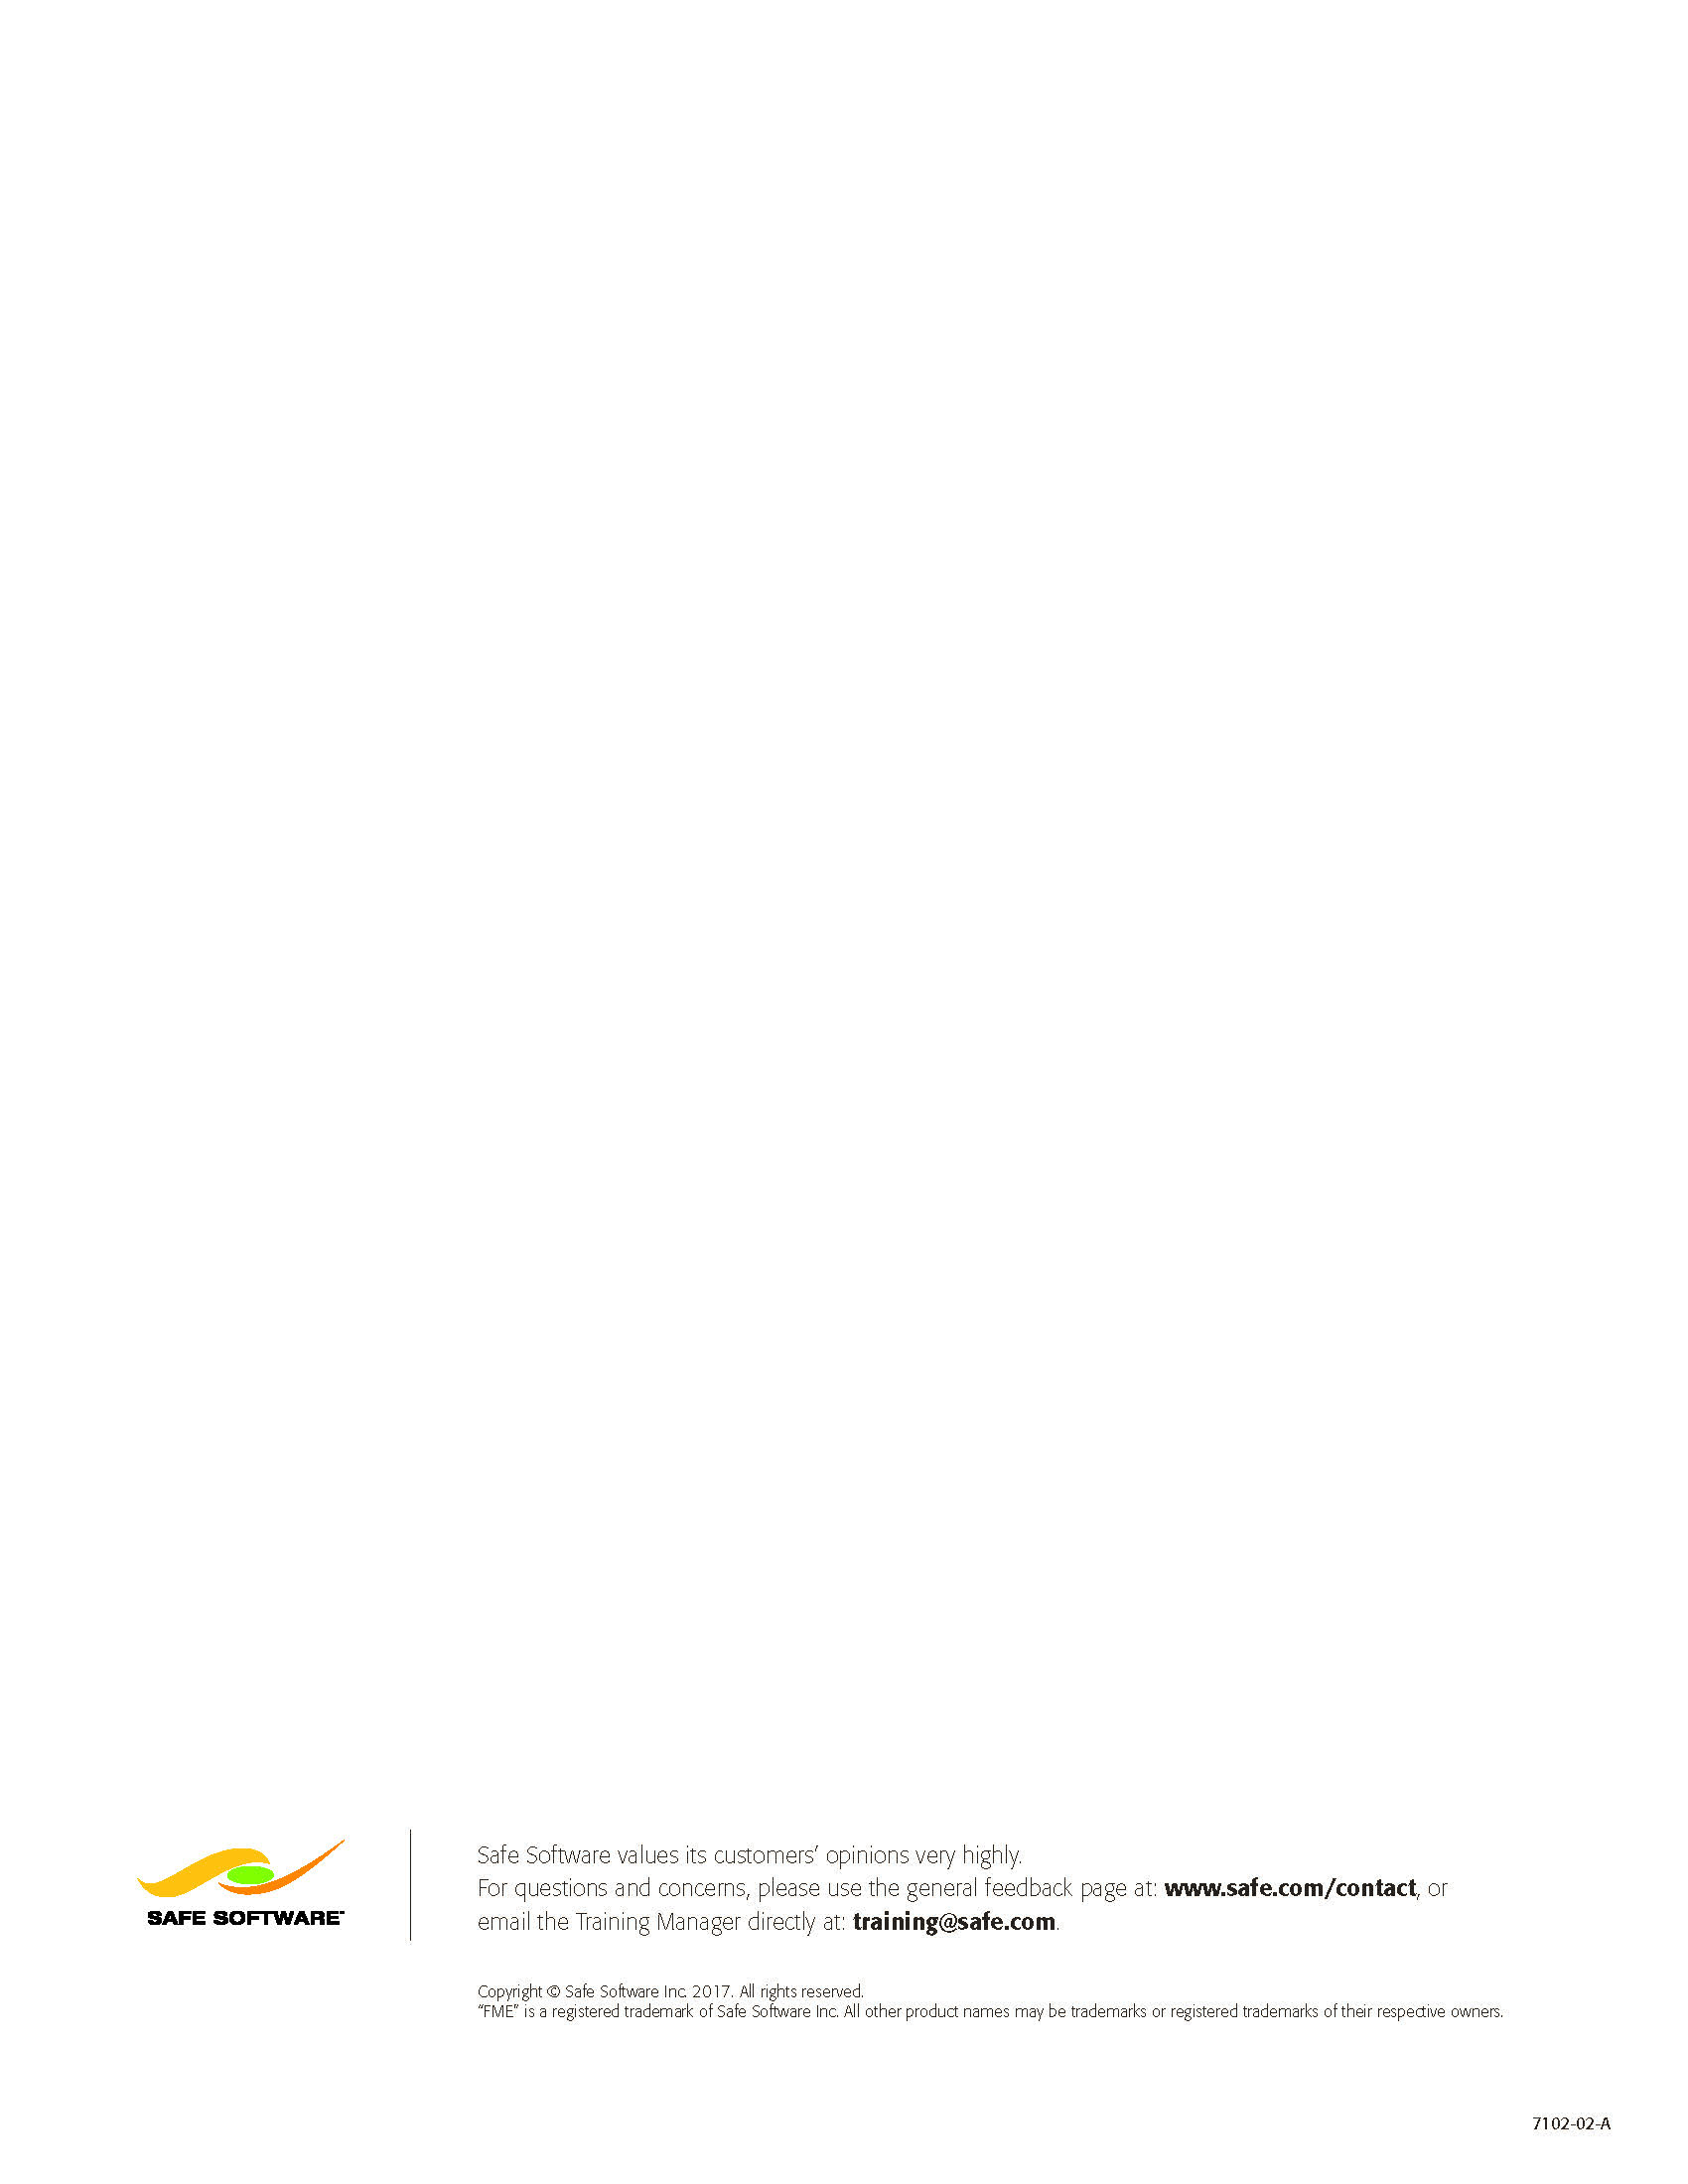 SAFE SOFTWARE™
Safe Software values its customers’ opinions very highly.
For questions and concerns, please use the general feedback page at: www.safe.com/contact, or
email the Training Manager directly at: training@safe.com.
Copyright © Safe Software Inc. 2017. All rights reserved.
“FME” is a registered trademark of Safe Software Inc. All other product names may be trademarks or registered trademarks of their respective owners.
7102-02-A